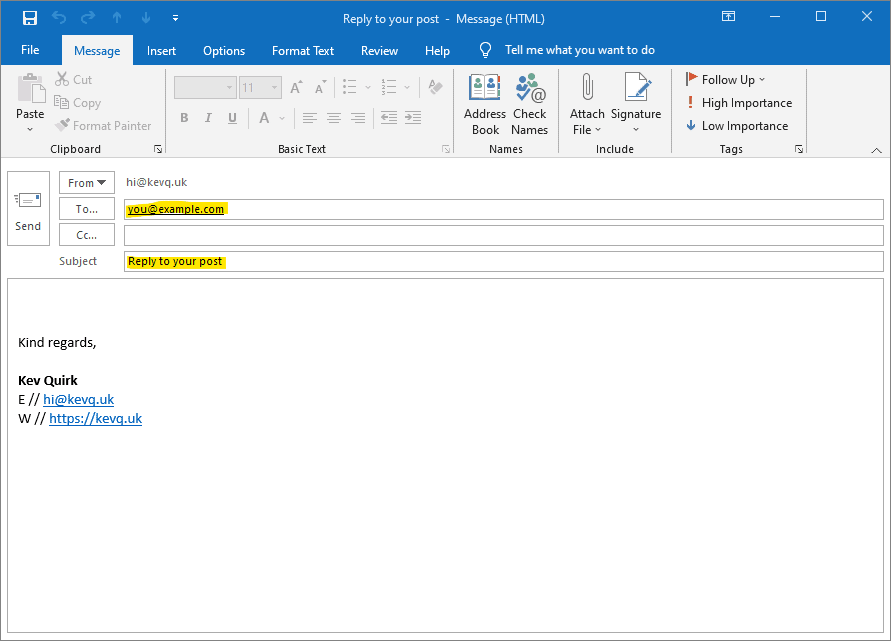 Reply to your post - Message (HTML)
File Message Insert Options Format Text Review Help Tell me what you want to do
Paste
Cut
Copy
Format Painter
Clipboard
11
B I U A
Basic Text
Address Book
Check Names
Names
Attach File
Signature
Include
Follow Up
High Importance
Low Importance
Tags
Send
From hi@kevq.uk
To... you@example.com
Cc...
Subject Reply to your post
Kind regards,
Kev Quirk
E // hi@kevq.uk
W // https://kevq.uk